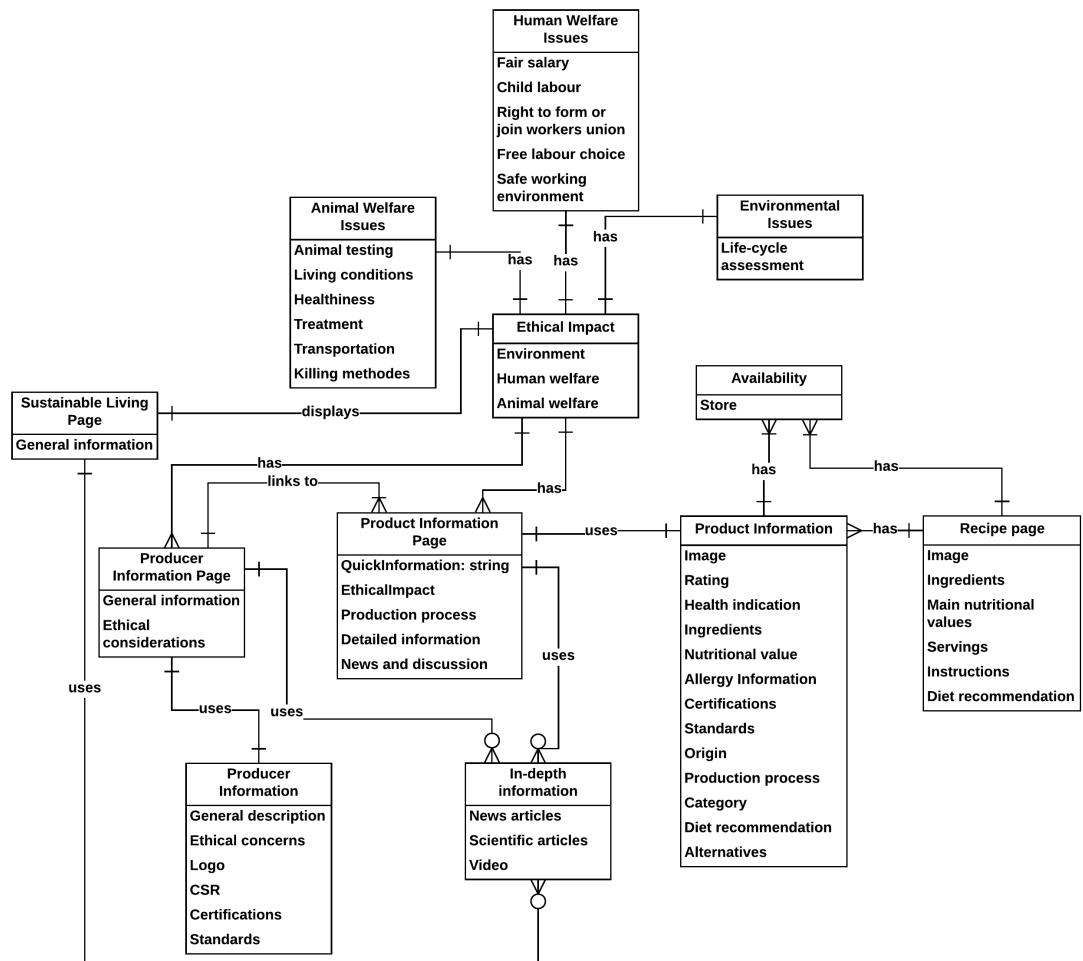 Human Welfare
Issues
Fair salary
Child labour
Right to form or
join workers union
Free labour choice
Safe working
environment
Animal Welfare
Issues
Animal testing
Living conditions
Healthiness
Treatment
Transportation
Killing methodes
Environmental
Issues
Life-cycle
assessment
has
has
has
Ethical Impact
Environment
Human welfare
Animal welfare
Availability
Store
Sustainable Living
Page
General information
displays
has
links to
has
has
has
Producer
Information Page
General information
Ethical
considerations
Product Information
Page
QuickInformation: string
EthicalImpact
Production process
Detailed information
News and discussion
uses
Product Information
Image
Rating
Health indication
Ingredients
Nutritional value
Allergy Information
Certifications
Standards
Origin
Production process
Category
Diet recommendation
Alternatives
has
Recipe page
Image
Ingredients
Main nutritional
values
Servings
Instructions
Diet recommendation
uses
uses
uses
uses
Producer
Information
General description
Ethical concerns
Logo
CSR
Certifications
Standards
In-depth
information
News articles
Scientific articles
Video